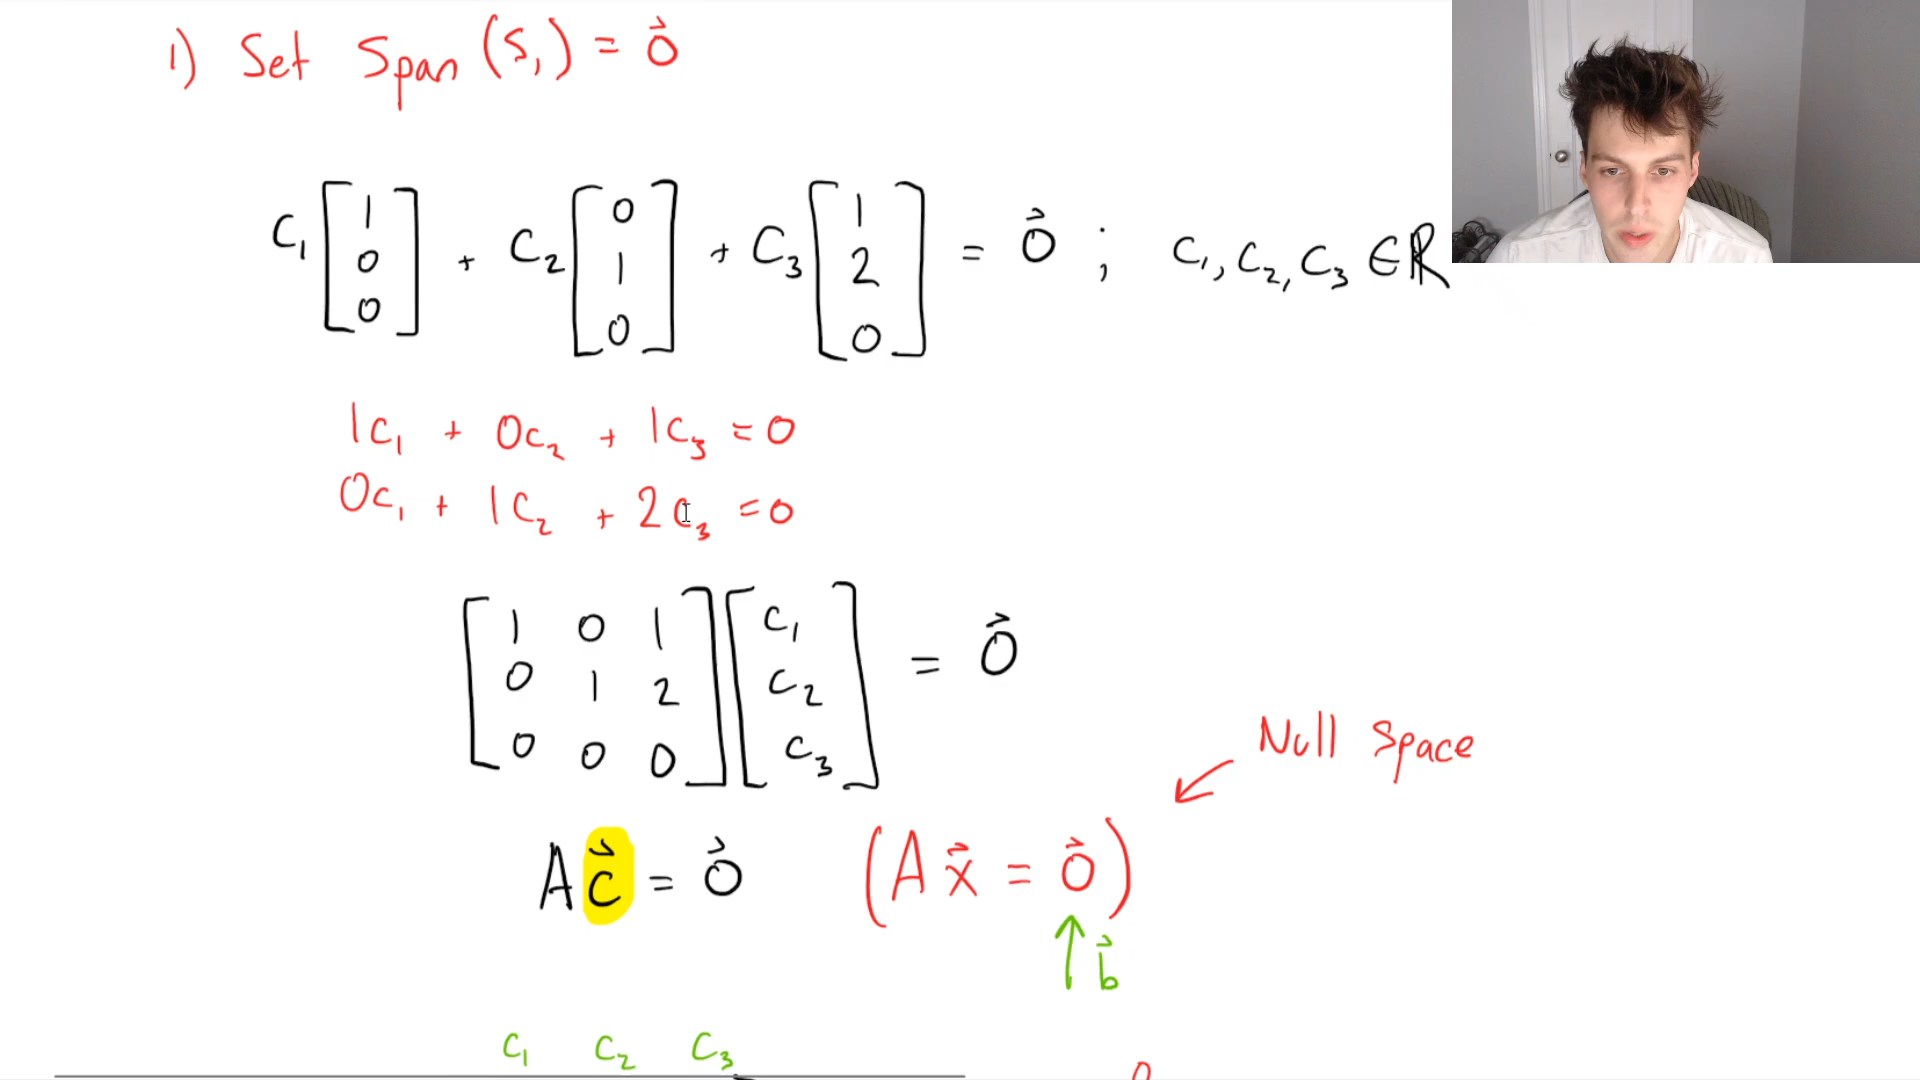 1) Set Span (S₁) = 0⃗
C₁ [1 0 0] + C₂ [0 1 0] + C₃ [1 2 0] = 0⃗ ; C₁, C₂, C₃ ∈ ℝ
1C₁ + 0C₂ + 1C₃ = 0
0C₁ + 1C₂ + 2C₃ = 0
[1 0 1
0 1 2
0 0 0] [C₁ C₂ C₃] = 0⃗
Null Space
A c⃗ = 0⃗ (A x⃗ = 0⃗)
↑ b⃗
C₁ C₂ C₃